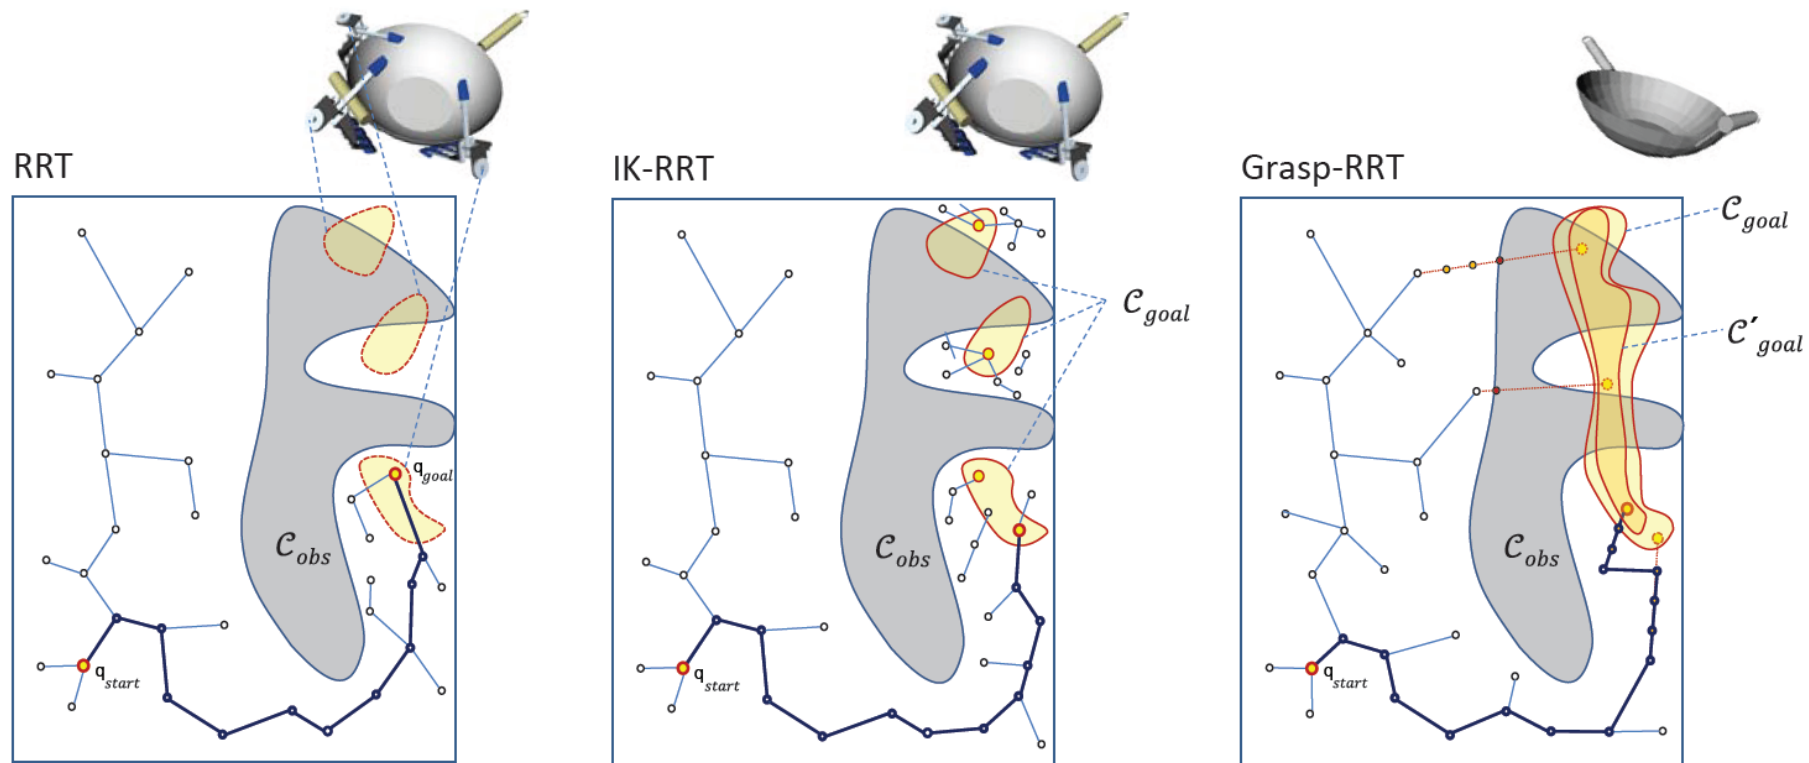 RRT
IK-RRT
Grasp-RRT
𝒞goal
𝒞goal
𝒞′goal
qgoal
𝒞obs
𝒞obs
𝒞obs
qstart
qstart
qstart